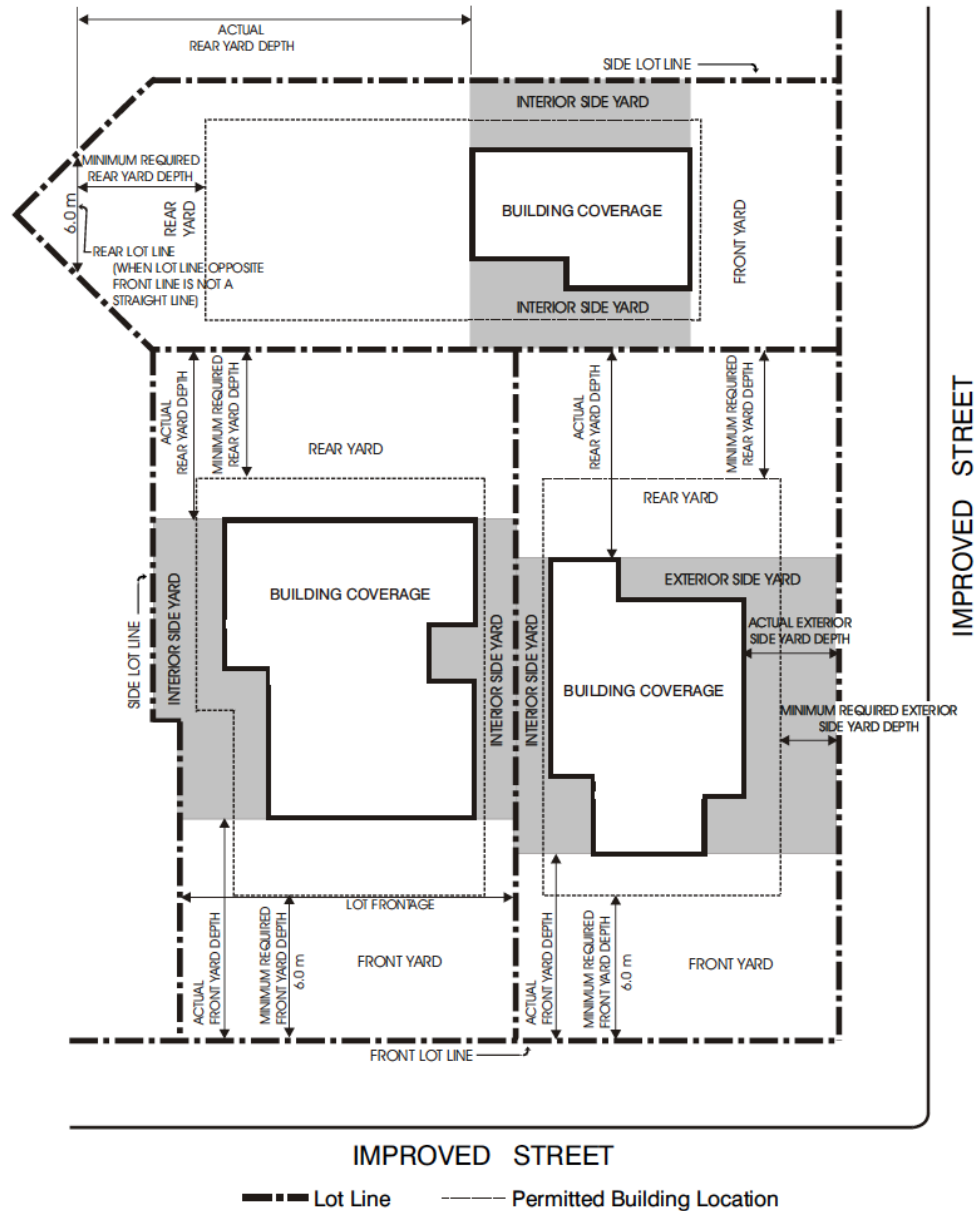 ACTUAL
REAR YARD DEPTH
SIDE LOT LINE
INTERIOR SIDE YARD
MINIMUM REQUIRED
REAR YARD DEPTH
6.0 m
REAR
YARD
BUILDING COVERAGE
FRONT YARD
REAR LOT LINE
(WHEN LOT LINE OPPOSITE
FRONT LINE IS NOT A
STRAIGHT LINE)
INTERIOR SIDE YARD
ACTUAL
REAR YARD DEPTH
MINIMUM REQUIRED
REAR YARD DEPTH
REAR YARD
ACTUAL
REAR YARD DEPTH
MINIMUM REQUIRED
REAR YARD DEPTH
REAR YARD
IMPROVED STREET
SIDE LOT LINE
INTERIOR SIDE YARD
BUILDING COVERAGE
INTERIOR SIDE YARD
INTERIOR SIDE YARD
EXTERIOR SIDE YARD
ACTUAL EXTERIOR
SIDE YARD DEPTH
BUILDING COVERAGE
MINIMUM REQUIRED EXTERIOR
SIDE YARD DEPTH
LOT FRONTAGE
ACTUAL
FRONT YARD DEPTH
MINIMUM REQUIRED
FRONT YARD DEPTH
6.0 m
FRONT YARD
ACTUAL
FRONT YARD DEPTH
MINIMUM REQUIRED
FRONT YARD DEPTH
6.0 m
FRONT YARD
FRONT LOT LINE
IMPROVED STREET
Lot Line
Permitted Building Location